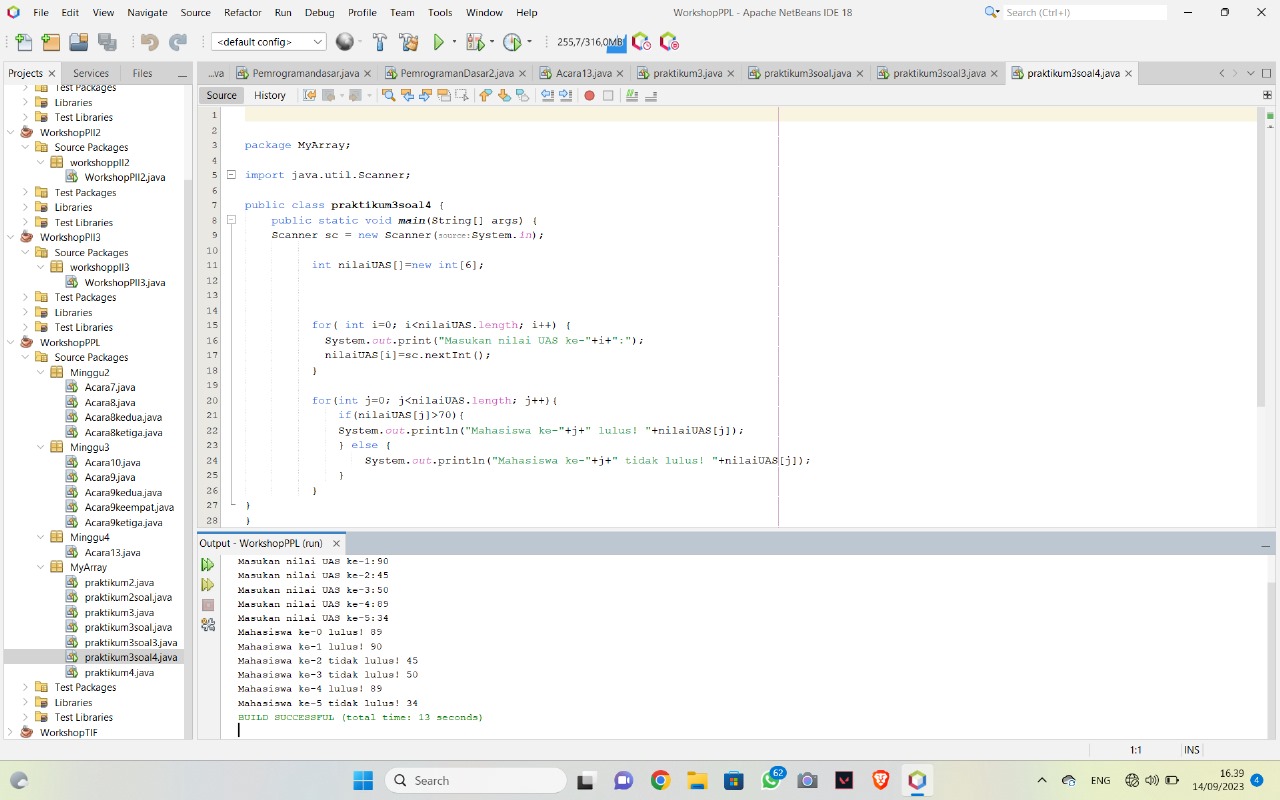 File Edit View Navigate Source Refactor Run Debug Profile Team Tools Window Help WorkshopPPL - Apache NetBeans IDE 18 Search (Ctrl+I)
<default config> 255,7/316,0MB
Projects Services Files ...va Pemrogramandasar.java PemrogramanDasar2.java Acara13.java praktikum3.java praktikum3soal.java praktikum3soal3.java praktikum3soal4.java
Source History
Test Packages
Libraries
Test Libraries
WorkshopPII2
Source Packages
workshoppII2
WorkshopPII2.java
Test Packages
Libraries
Test Libraries
WorkshopPII3
Source Packages
workshoppII3
WorkshopPII3.java
Test Packages
Libraries
Test Libraries
WorkshopPPL
Source Packages
Minggu2
Acara7.java
Acara8.java
Acara8kedua.java
Acara8ketiga.java
Minggu3
Acara10.java
Acara9.java
Acara9kedua.java
Acara9keempat.java
Acara9ketiga.java
Minggu4
Acara13.java
MyArray
praktikum2.java
praktikum2soal.java
praktikum3.java
praktikum3soal.java
praktikum3soal3.java
praktikum3soal4.java
praktikum4.java
Test Packages
Libraries
Test Libraries
WorkshopTIF
1
2
3 package MyArray;
4
5 import java.util.Scanner;
6
7 public class praktikum3soal4 {
8 public static void main(String[] args) {
9 Scanner sc = new Scanner(source:System.in);
10
11 int nilaiUAS[]=new int[6];
12
13
14
15 for( int i=0; i<nilaiUAS.length; i++) {
16 System.out.print("Masukan nilai UAS ke-"+i+":");
17 nilaiUAS[i]=sc.nextInt();
18 }
19
20 for(int j=0; j<nilaiUAS.length; j++){
21 if(nilaiUAS[j]>70){
22 System.out.println("Mahasiswa ke-"+j+" lulus! "+nilaiUAS[j]);
23 } else {
24 System.out.println("Mahasiswa ke-"+j+" tidak lulus! "+nilaiUAS[j]);
25 }
26 }
27 }
28 }
Output - WorkshopPPL (run)
Masukan nilai UAS ke-1:90
Masukan nilai UAS ke-2:45
Masukan nilai UAS ke-3:50
Masukan nilai UAS ke-4:89
Masukan nilai UAS ke-5:34
Mahasiswa ke-0 lulus! 89
Mahasiswa ke-1 lulus! 90
Mahasiswa ke-2 tidak lulus! 45
Mahasiswa ke-3 tidak lulus! 50
Mahasiswa ke-4 lulus! 89
Mahasiswa ke-5 tidak lulus! 34
BUILD SUCCESSFUL (total time: 13 seconds)
1:1 INS
Search 62 ENG 16.39 4
14/09/2023